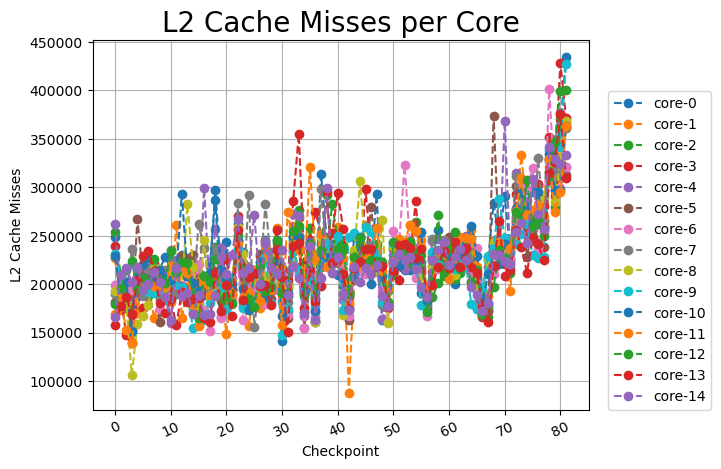 L2 Cache Misses per Core
450000
400000
350000
300000
250000
200000
150000
100000
L2 Cache Misses
0
10
20
30
40
50
60
70
80
Checkpoint
core-0
core-1
core-2
core-3
core-4
core-5
core-6
core-7
core-8
core-9
core-10
core-11
core-12
core-13
core-14